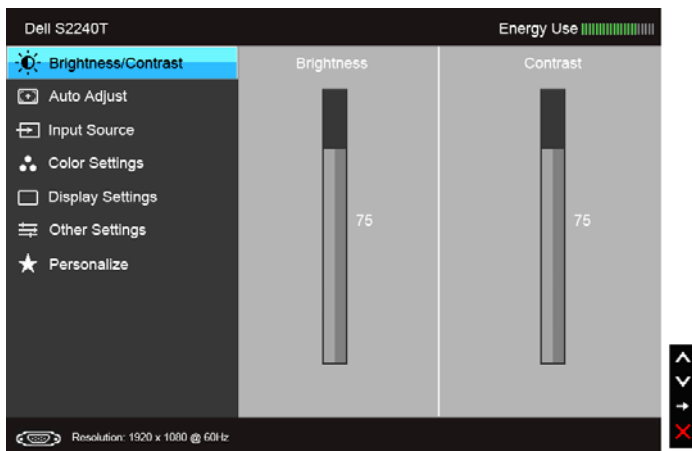 Dell S2240T
Energy Use
Brightness/Contrast
Brightness
Contrast
Auto Adjust
Input Source
Color Settings
Display Settings
75
75
Other Settings
Personalize
Resolution: 1920 x 1080 @ 60Hz